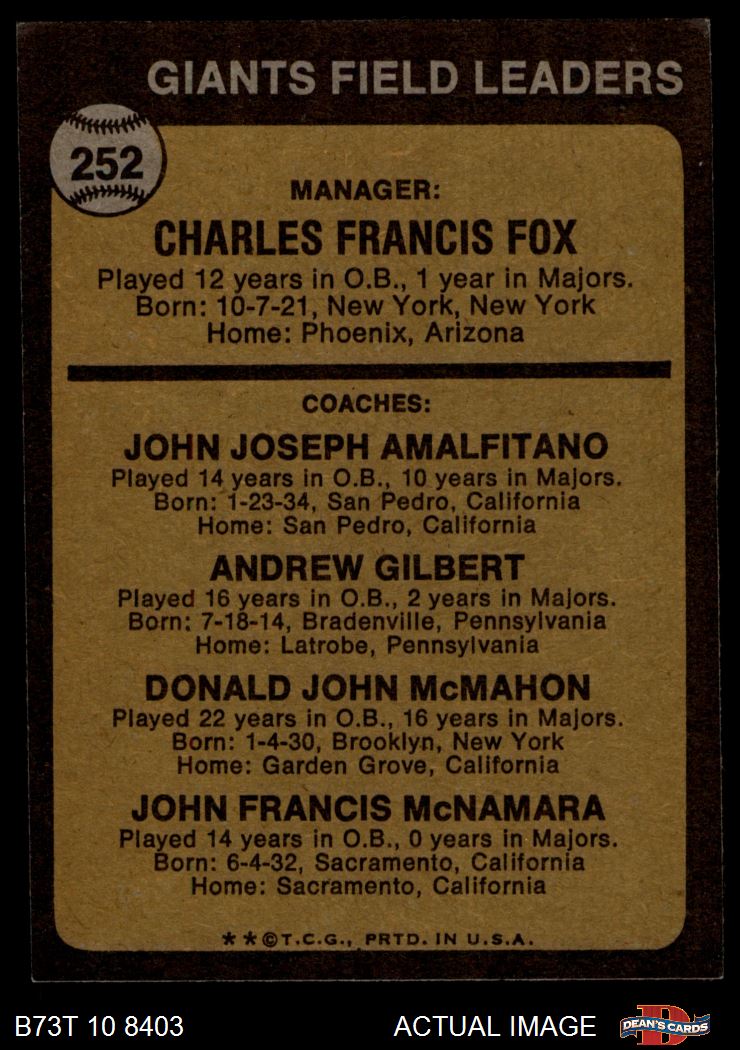 GIANTS FIELD LEADERS
252
MANAGER:
CHARLES FRANCIS FOX
Played 12 years in O.B., 1 year in Majors.
Born: 10-7-21, New York, New York
Home: Phoenix, Arizona
COACHES:
JOHN JOSEPH AMALFITANO
Played 14 years in O.B., 10 years in Majors.
Born: 1-23-34, San Pedro, California
Home: San Pedro, California
ANDREW GILBERT
Played 16 years in O.B., 2 years in Majors.
Born: 7-18-14, Bradenville, Pennsylvania
Home: Latrobe, Pennsylvania
DONALD JOHN McMAHON
Played 22 years in O.B., 16 years in Majors.
Born: 1-4-30, Brooklyn, New York
Home: Garden Grove, California
JOHN FRANCIS McNAMARA
Played 14 years in O.B., 0 years in Majors.
Born: 6-4-32, Sacramento, California
Home: Sacramento, California
* * © T.C.G., PRTD. IN U.S.A.
B73T 10 8403 ACTUAL IMAGE D DEAN'S CARDS